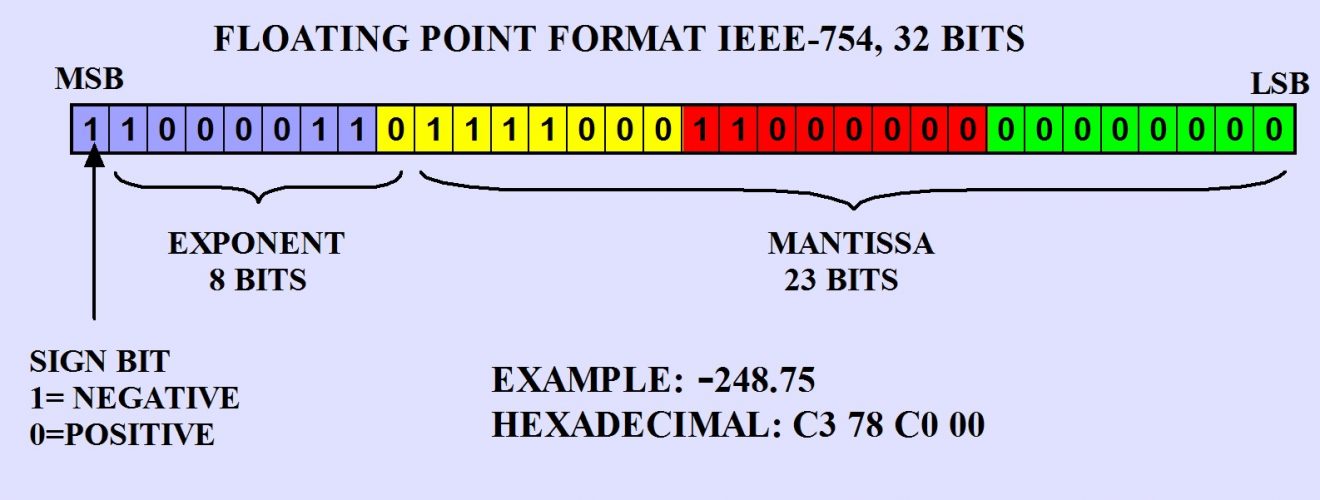 FLOATING POINT FORMAT IEEE-754, 32 BITS
MSB
LSB
1 1 0 0 0 0 1 1 0 1 1 1 1 0 0 0 1 1 0 0 0 0 0 0 0 0 0 0 0 0 0 0
EXPONENT
8 BITS
MANTISSA
23 BITS
SIGN BIT
1= NEGATIVE
0=POSITIVE
EXAMPLE: -248.75
HEXADECIMAL: C3 78 C0 00